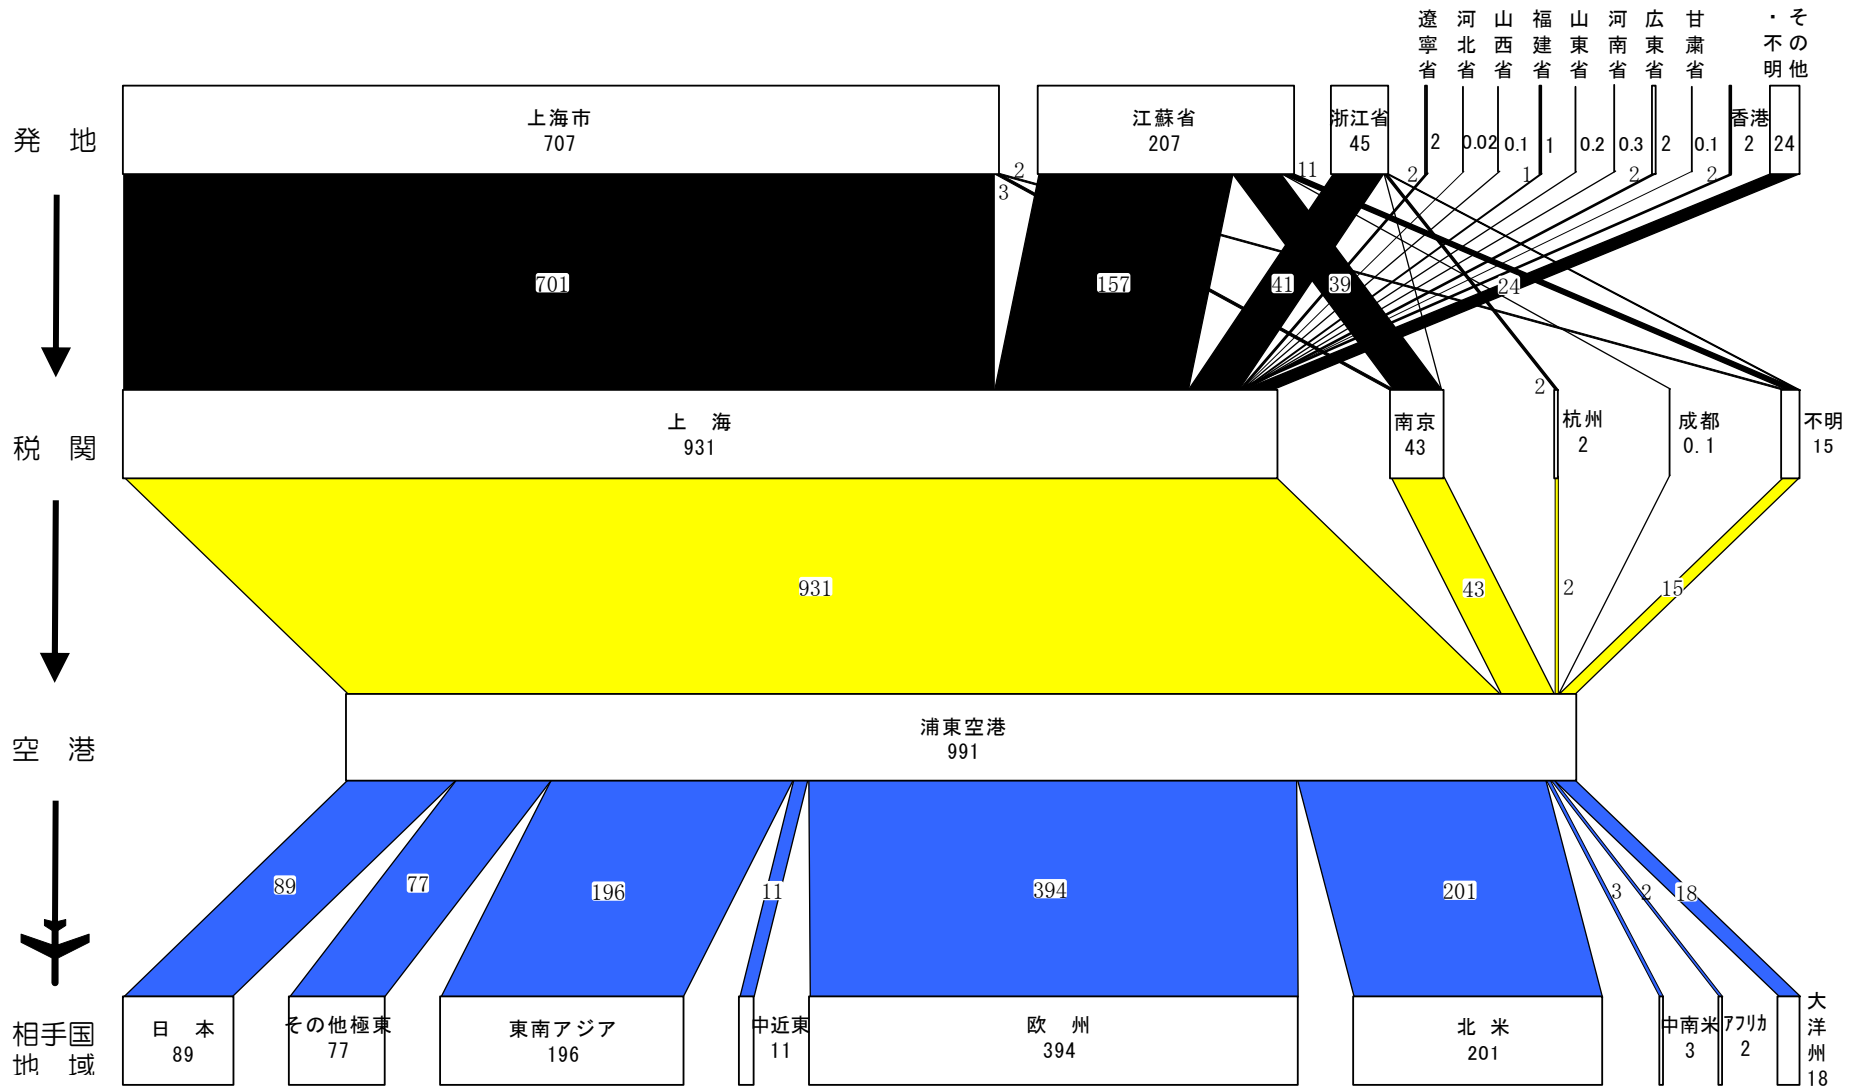 遼寧省
河北省
山西省
福建省
山東省
河南省
広東省
甘粛省
その他
・不明
発 地
上海市
707
江蘇省
207
浙江省
45
2
0.02
0.1
1
0.2
0.3
2
0.1
香港
2
24
2
3
11
2
1
2
2
701
157
41
39
24
2
税 関
上 海
931
南京
43
杭州
2
成都
0.1
不明
15
931
43
2
15
空 港
浦東空港
991
89
77
196
11
394
201
3
2
18
相手国
地 域
日 本
89
その他極東
77
東南アジア
196
中近東
11
欧 州
394
北 米
201
中南米
3
アフリカ
2
大洋州
18